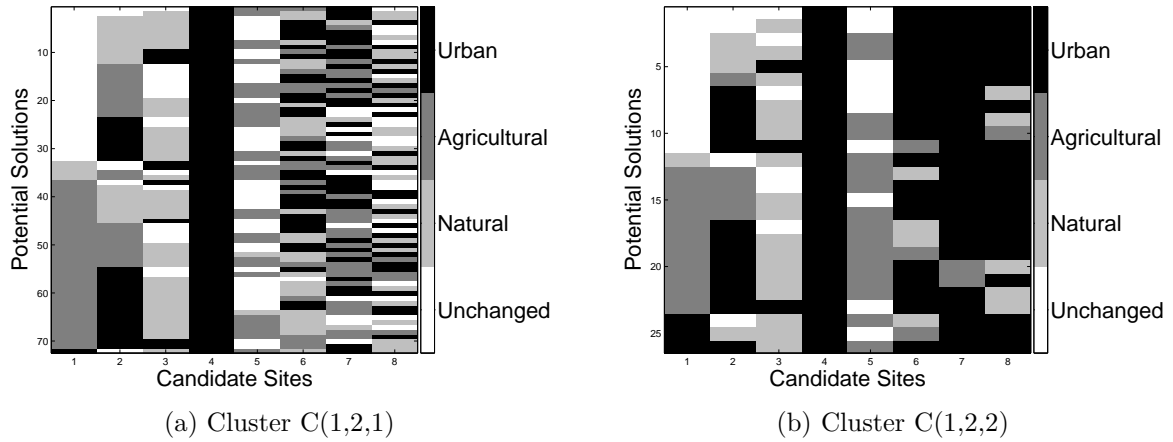 Potential Solutions
10
20
30
40
50
60
70
1 2 3 4 5 6 7 8
Candidate Sites
Urban
Agricultural
Natural
Unchanged
(a) Cluster C(1,2,1)
Potential Solutions
5
10
15
20
25
1 2 3 4 5 6 7 8
Candidate Sites
Urban
Agricultural
Natural
Unchanged
(b) Cluster C(1,2,2)